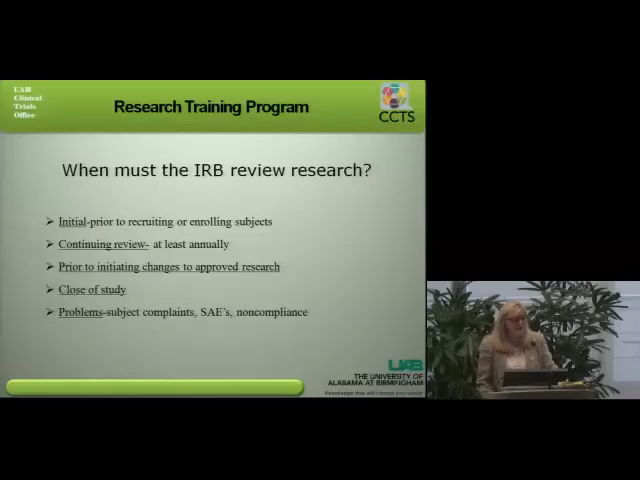 UAB
Clinical
Trials
Office
Research Training Program
CCTS
When must the IRB review research?
➢ Initial-prior to recruiting or enrolling subjects
➢ Continuing review- at least annually
➢ Prior to initiating changes to approved research
➢ Close of study
➢ Problems-subject complaints, SAE's, noncompliance
UAB
THE UNIVERSITY OF
ALABAMA AT BIRMINGHAM
Knowledge that will change your world